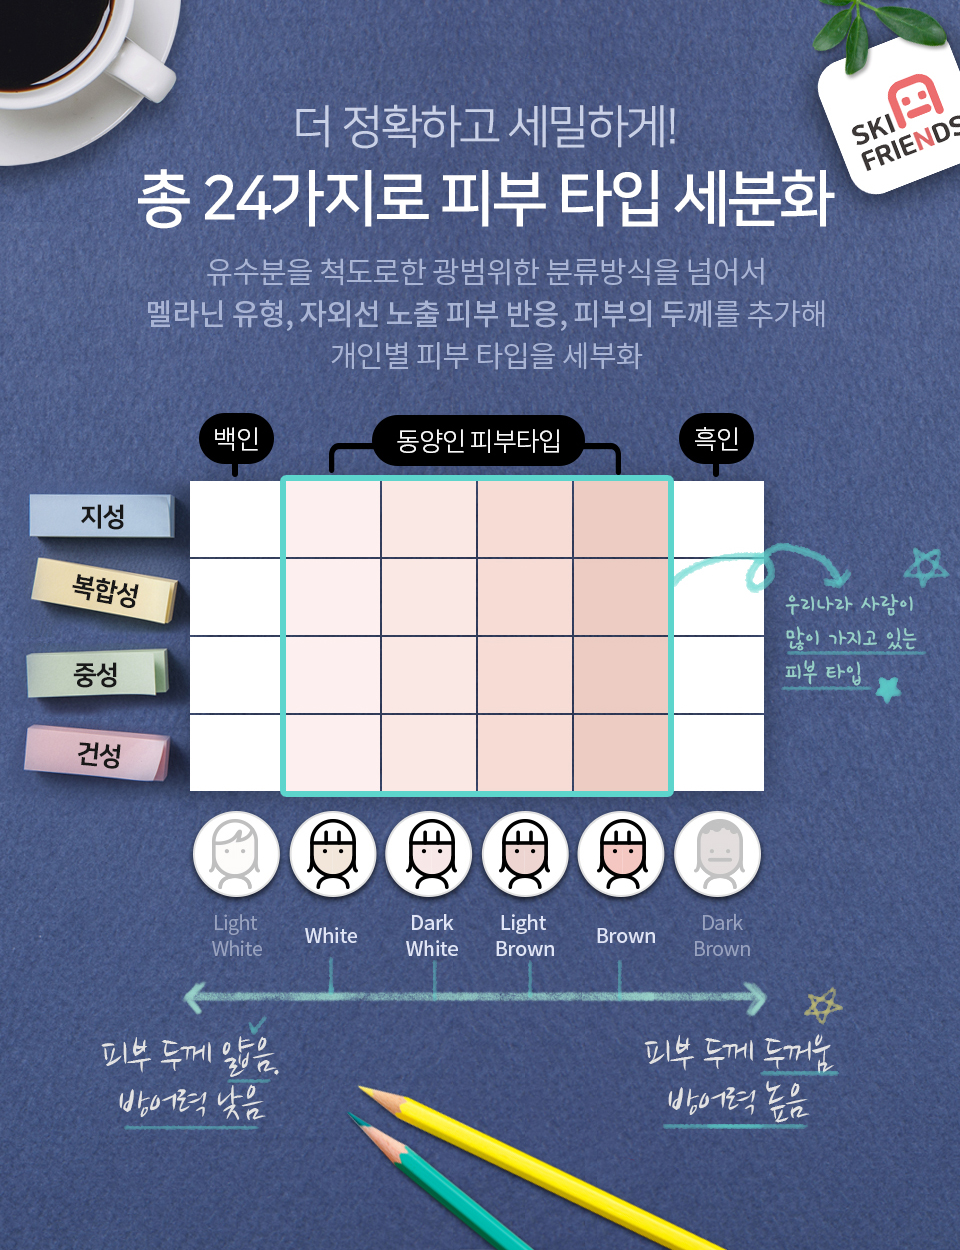 SKIN
FRIENDS
더 정확하고 세밀하게!
총 24가지로 피부 타입 세분화
유수분을 척도로한 광범위한 분류방식을 넘어서
멜라닌 유형, 자외선 노출 피부 반응, 피부의 두께를 추가해
개인별 피부 타입을 세부화
백인
동양인 피부타입
흑인
지성
복합성
중성
건성
우리나라 사람이
많이 가지고 있는
피부 타입
Light
White
White
Dark
White
Light
Brown
Brown
Dark
Brown
피부 두께 얇음.
방어력 낮음
피부 두께 두꺼움
방어력 높음